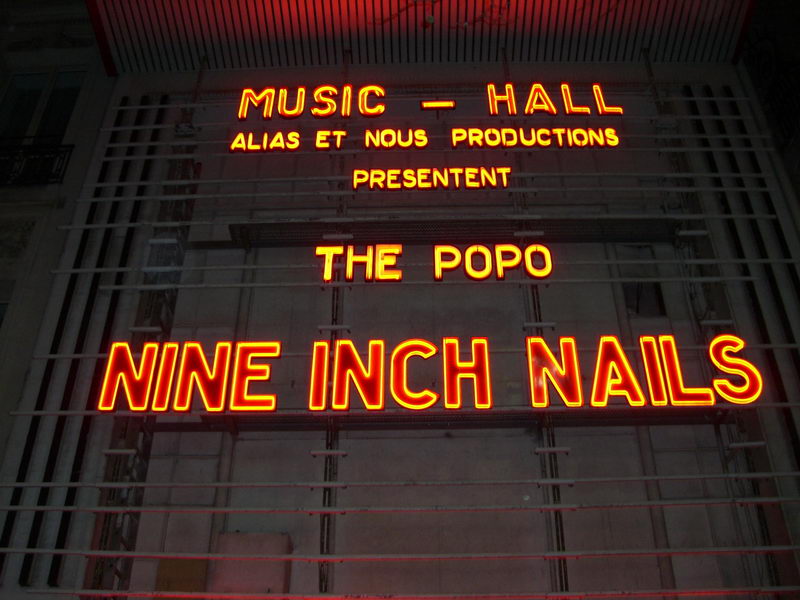 MUSIC - HALL
ALIAS ET NOUS PRODUCTIONS
PRESENTENT
THE POPO
NINE INCH NAILS